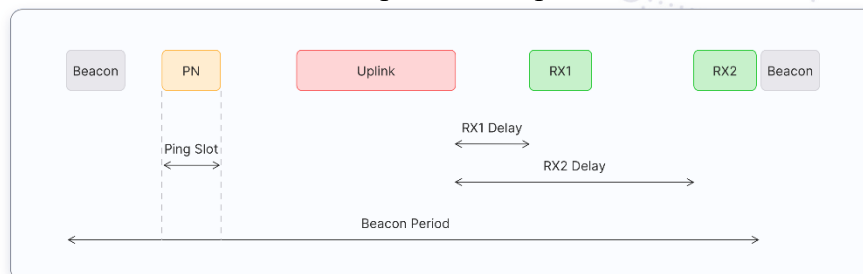 Beacon PN Uplink RX1 RX2 Beacon
RX1 Delay
Ping Slot
RX2 Delay
Beacon Period